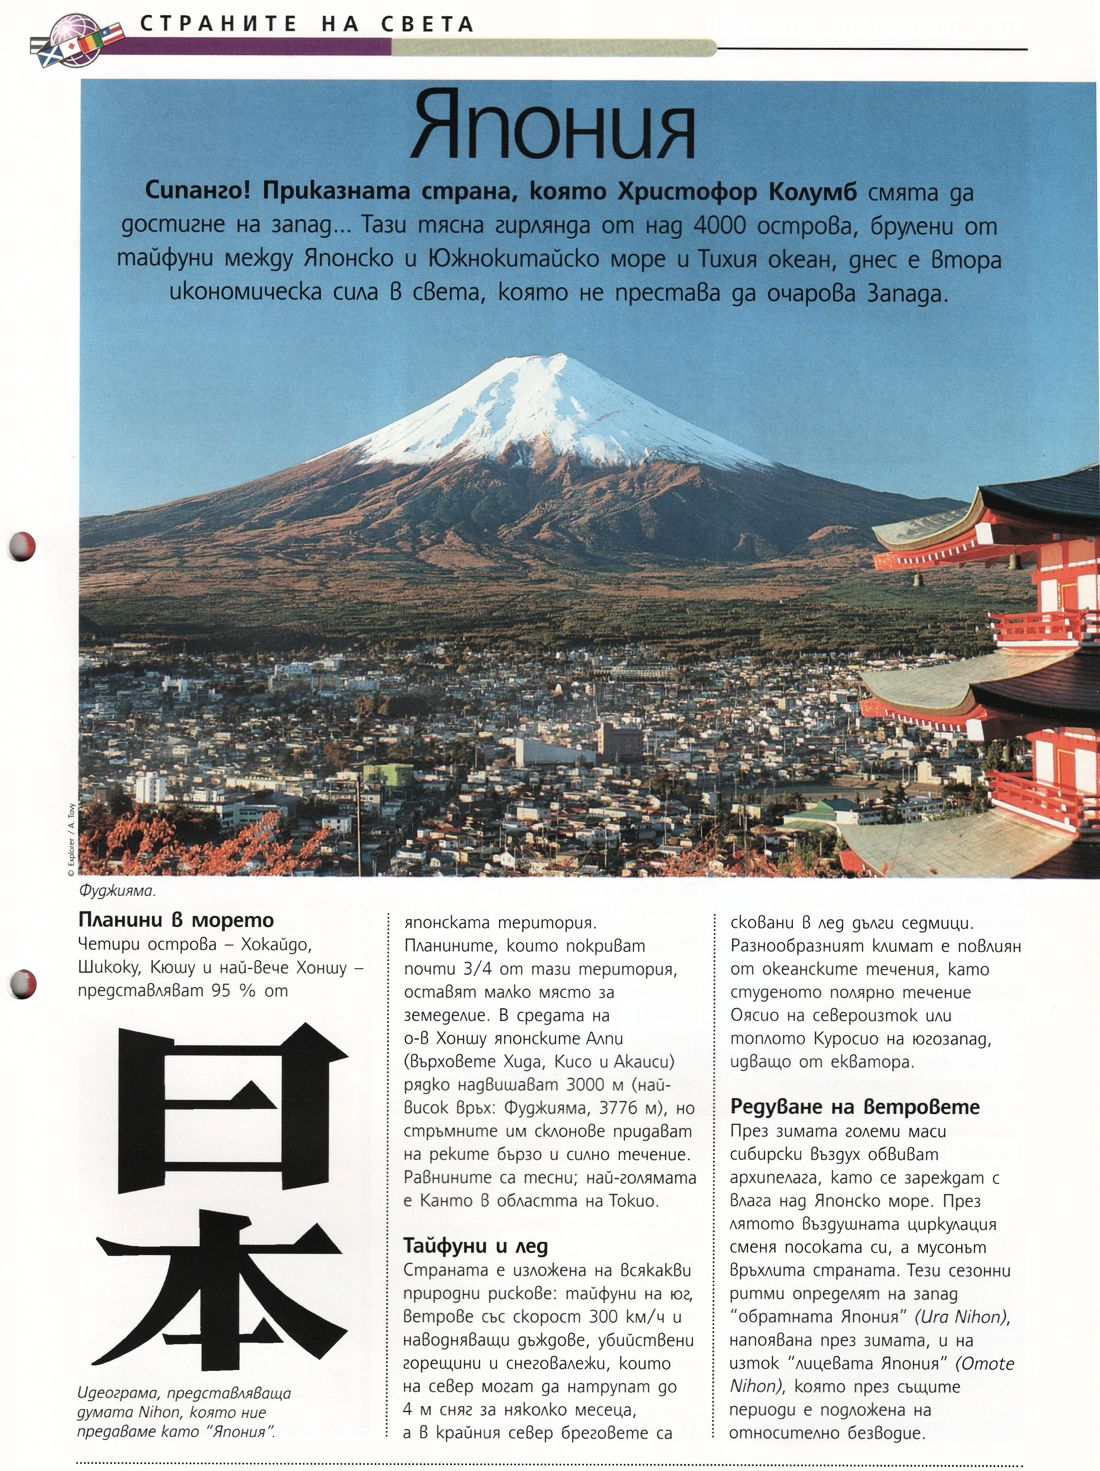 СТРАНИТЕ НА СВЕТА
Япония
Сипанго! Приказната страна, която Христофор Колумб смята да
достигне на запад... Тази тясна гирлянда от над 4000 острова, брулени от
тайфуни между Японско и Южнокитайско море и Тихия океан, днес е втора
икономическа сила в света, която не престава да очарова Запада.
© Explorer / A. Tovy
Фуджияма.
Планини в морето
Четири острова – Хокайдо,
Шикоку, Кюшу и най-вече Хоншу –
представляват 95 % от
日
本
Идеограма, представляваща
думата Nihon, която ние
предаваме като “Япония”.
японската територия.
Планините, които покриват
почти 3/4 от тази територия,
оставят малко място за
земеделие. В средата на
о-в Хоншу японските Алпи
(върховете Хида, Кисо и Акаиси)
рядко надвишават 3000 м (най-
висок връх: Фуджияма, 3776 м), но
стръмните им склонове придават
на реките бързо и силно течение.
Равнините са тесни; най-голямата
е Канто в областта на Токио.
Тайфуни и лед
Страната е изложена на всякакви
природни рискове: тайфуни на юг,
ветрове със скорост 300 км/ч и
наводняващи дъждове, убийствени
горещини и снеговалежи, които
на север могат да натрупат до
4 м сняг за няколко месеца,
а в крайния север бреговете са
сковани в лед дълги седмици.
Разнообразният климат е повлиян
от океанските течения, като
студеното полярно течение
Оясио на североизток или
топлото Куросио на югозапад,
идващо от екватора.
Редуване на ветровете
През зимата големи маси
сибирски въздух обвиват
архипелага, като се зареждат с
влага над Японско море. През
лятото въздушната циркулация
сменя посоката си, а мусонът
връхлита страната. Тези сезонни
ритми определят на запад
“обратната Япония” (Ura Nihon),
напоявана през зимата, и на
изток “лицевата Япония” (Omote
Nihon), която през същите
периоди е подложена на
относително безводие.